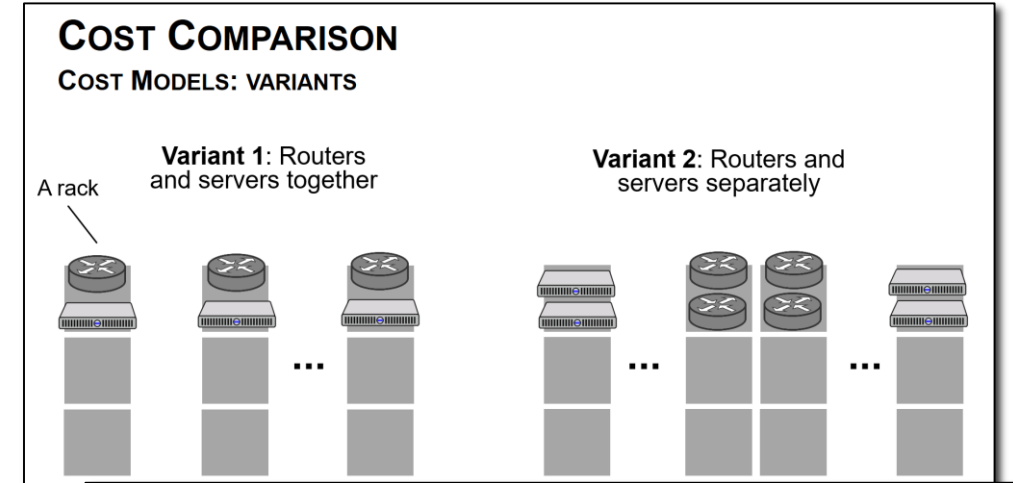 COST COMPARISON
COST MODELS: VARIANTS
Variant 1: Routers
and servers together
A rack
Variant 2: Routers and
servers separately
...
...
...